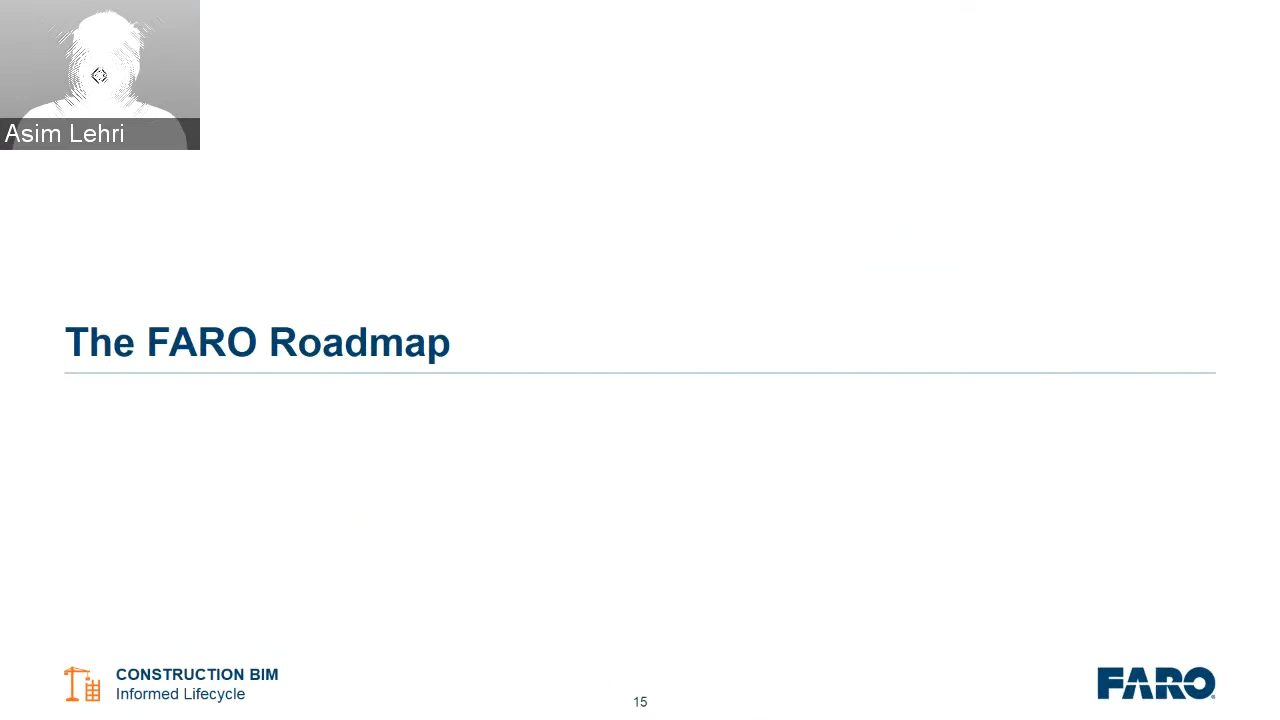 Asim Lehri
The FARO Roadmap
CONSTRUCTION BIM
Informed Lifecycle
15
FARO